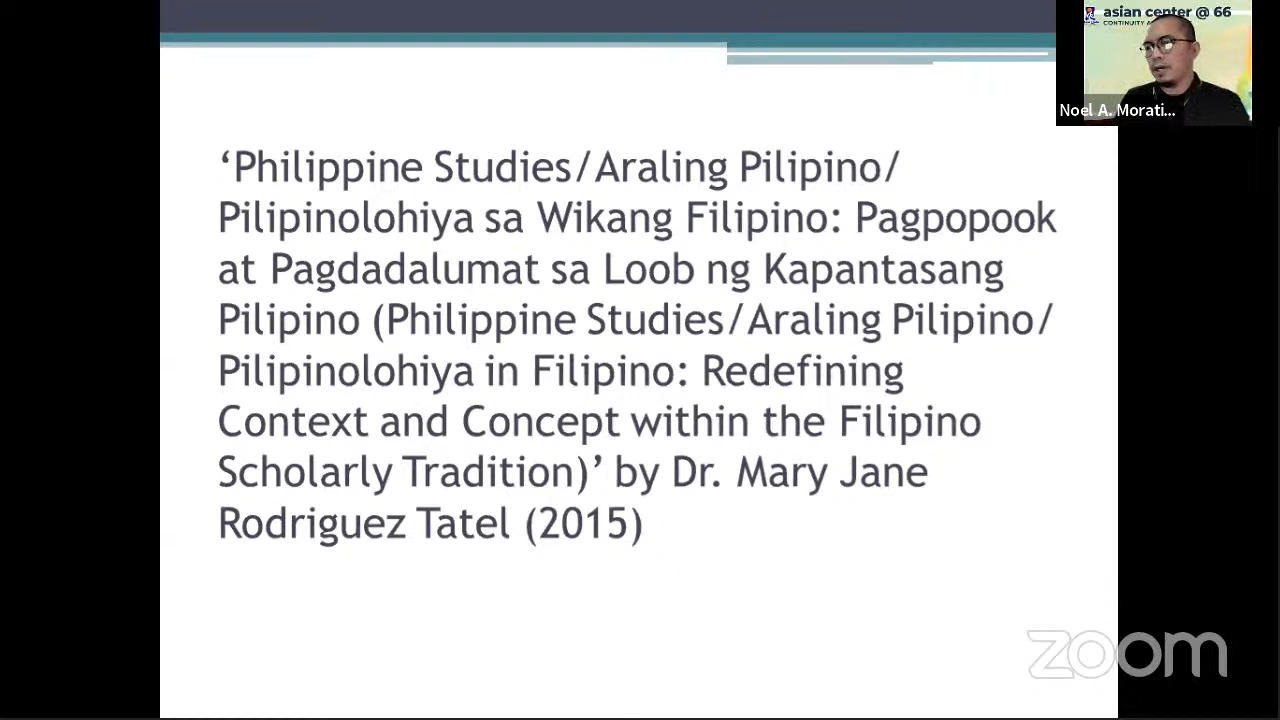 asian center @ 66
Noel A. Morati...
‘Philippine Studies/Araling Pilipino/
Pilipinolohiya sa Wikang Filipino: Pagpopook
at Pagdadalumat sa Loob ng Kapantasang
Pilipino (Philippine Studies/Araling Pilipino/
Pilipinolohiya in Filipino: Redefining
Context and Concept within the Filipino
Scholarly Tradition)’ by Dr. Mary Jane
Rodriguez Tatel (2015)
zoom